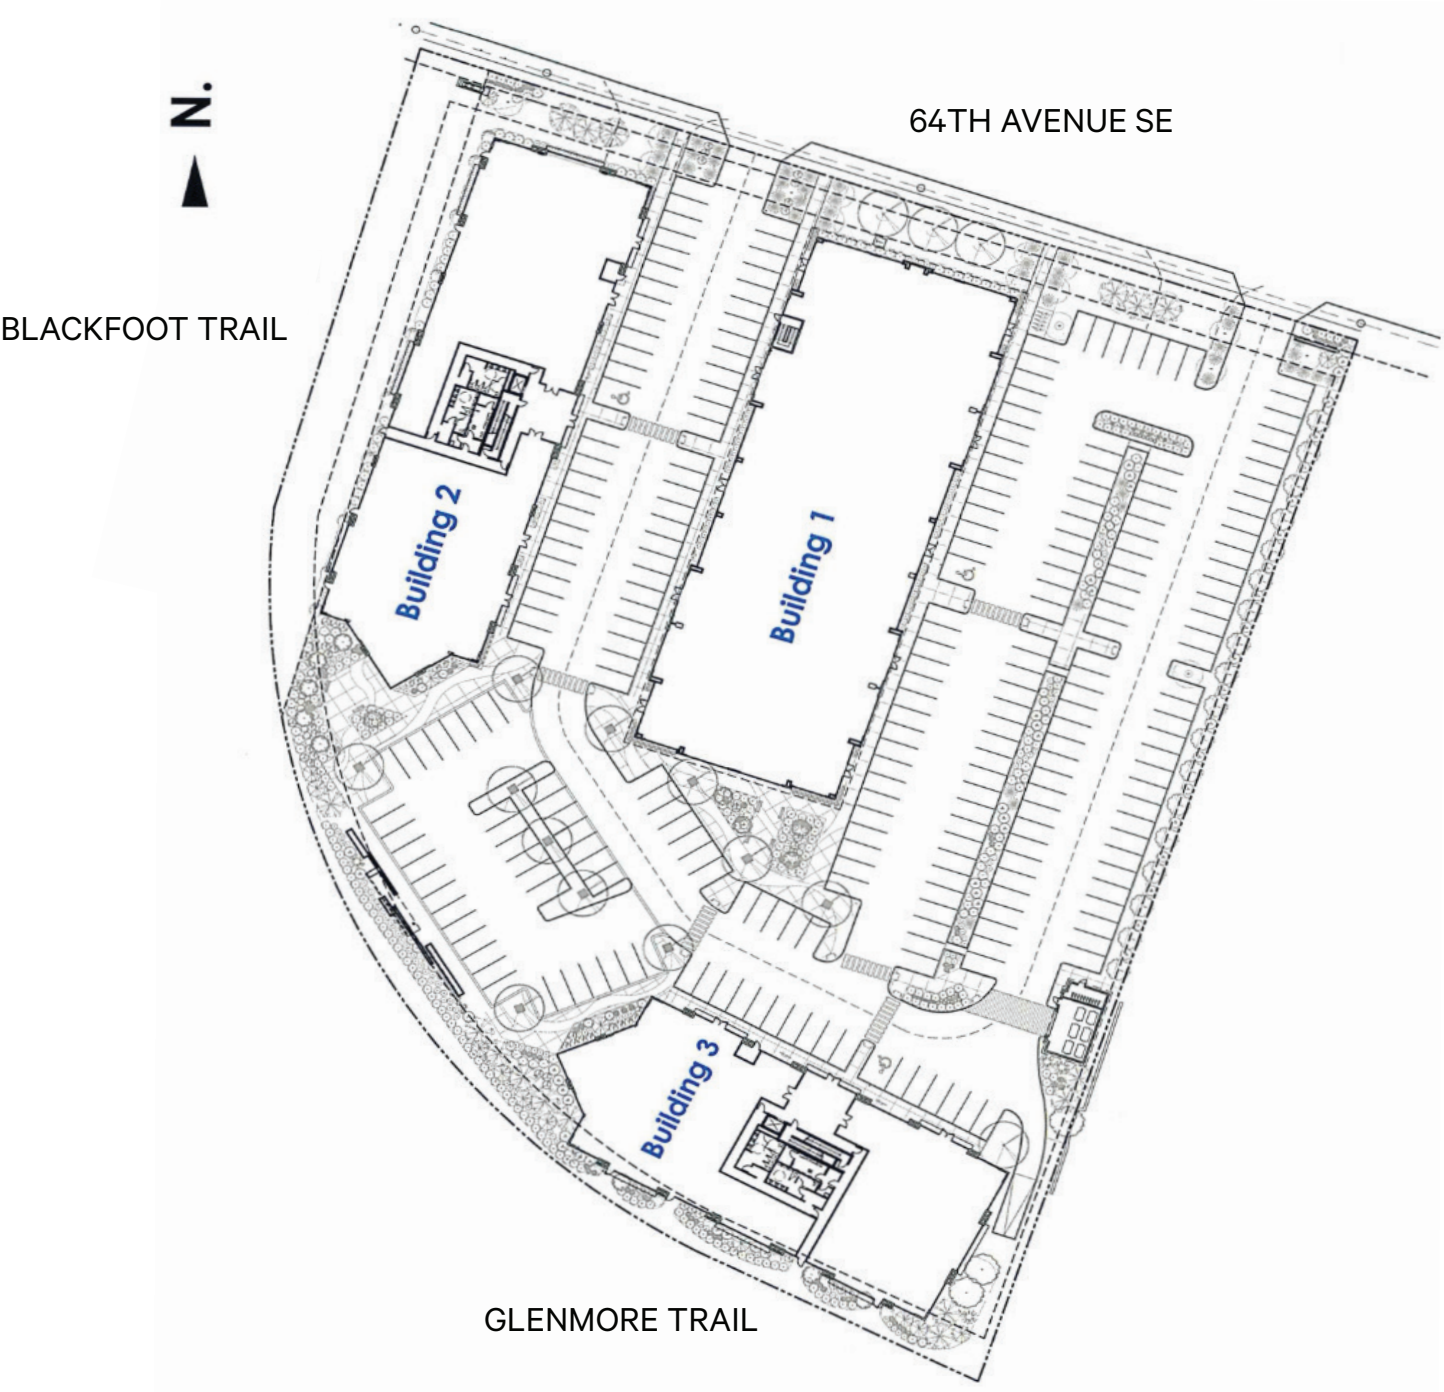 N.
64TH AVENUE SE
BLACKFOOT TRAIL
Building 2
Building 1
Building 3
GLENMORE TRAIL